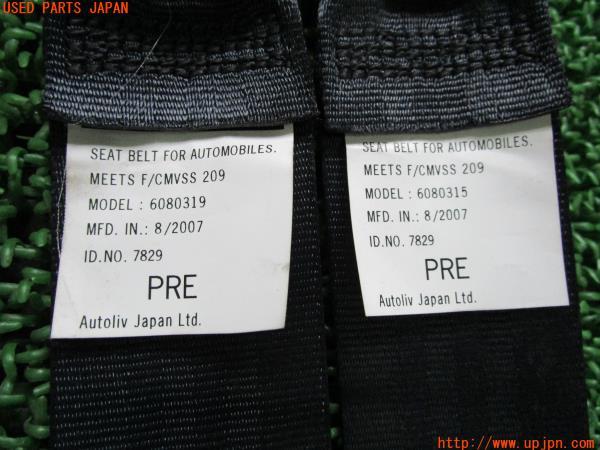 USED PARTS JAPAN
SEAT BELT FOR AUTOMOBILES.
MEETS F/CMVSS 209
MODEL : 6080319
MFD. IN.: 8/2007
ID.NO. 7829
PRE
Autoliv Japan Ltd.
SEAT BELT FOR AUTOMOBILES.
MEETS F/CMVSS 209
MODEL : 6080315
MFD. IN.: 8/2007
ID.NO. 7829
PRE
Autoliv Japan Ltd.
http://www.upjpn.com/